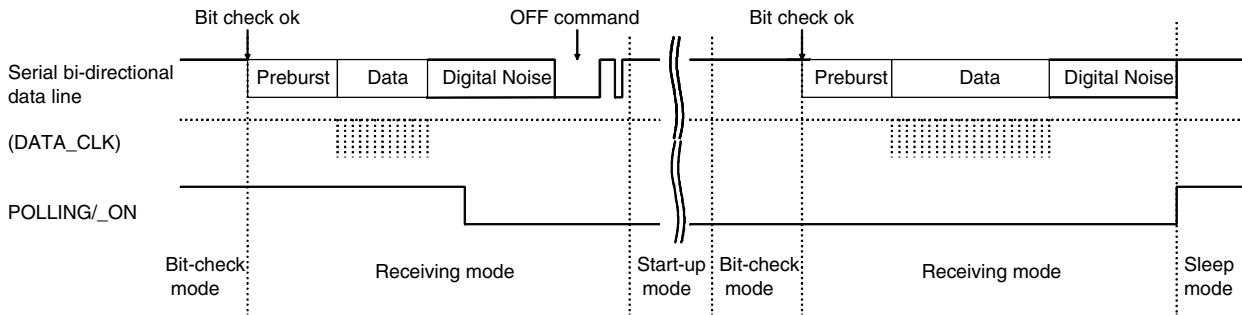 Bit check ok
OFF command
Bit check ok
Serial bi-directional
data line
Preburst
Data
Digital Noise
Preburst
Data
Digital Noise
(DATA_CLK)
POLLING/_ON
Bit-check
mode
Receiving mode
Start-up
mode
Bit-check
mode
Receiving mode
Sleep
mode